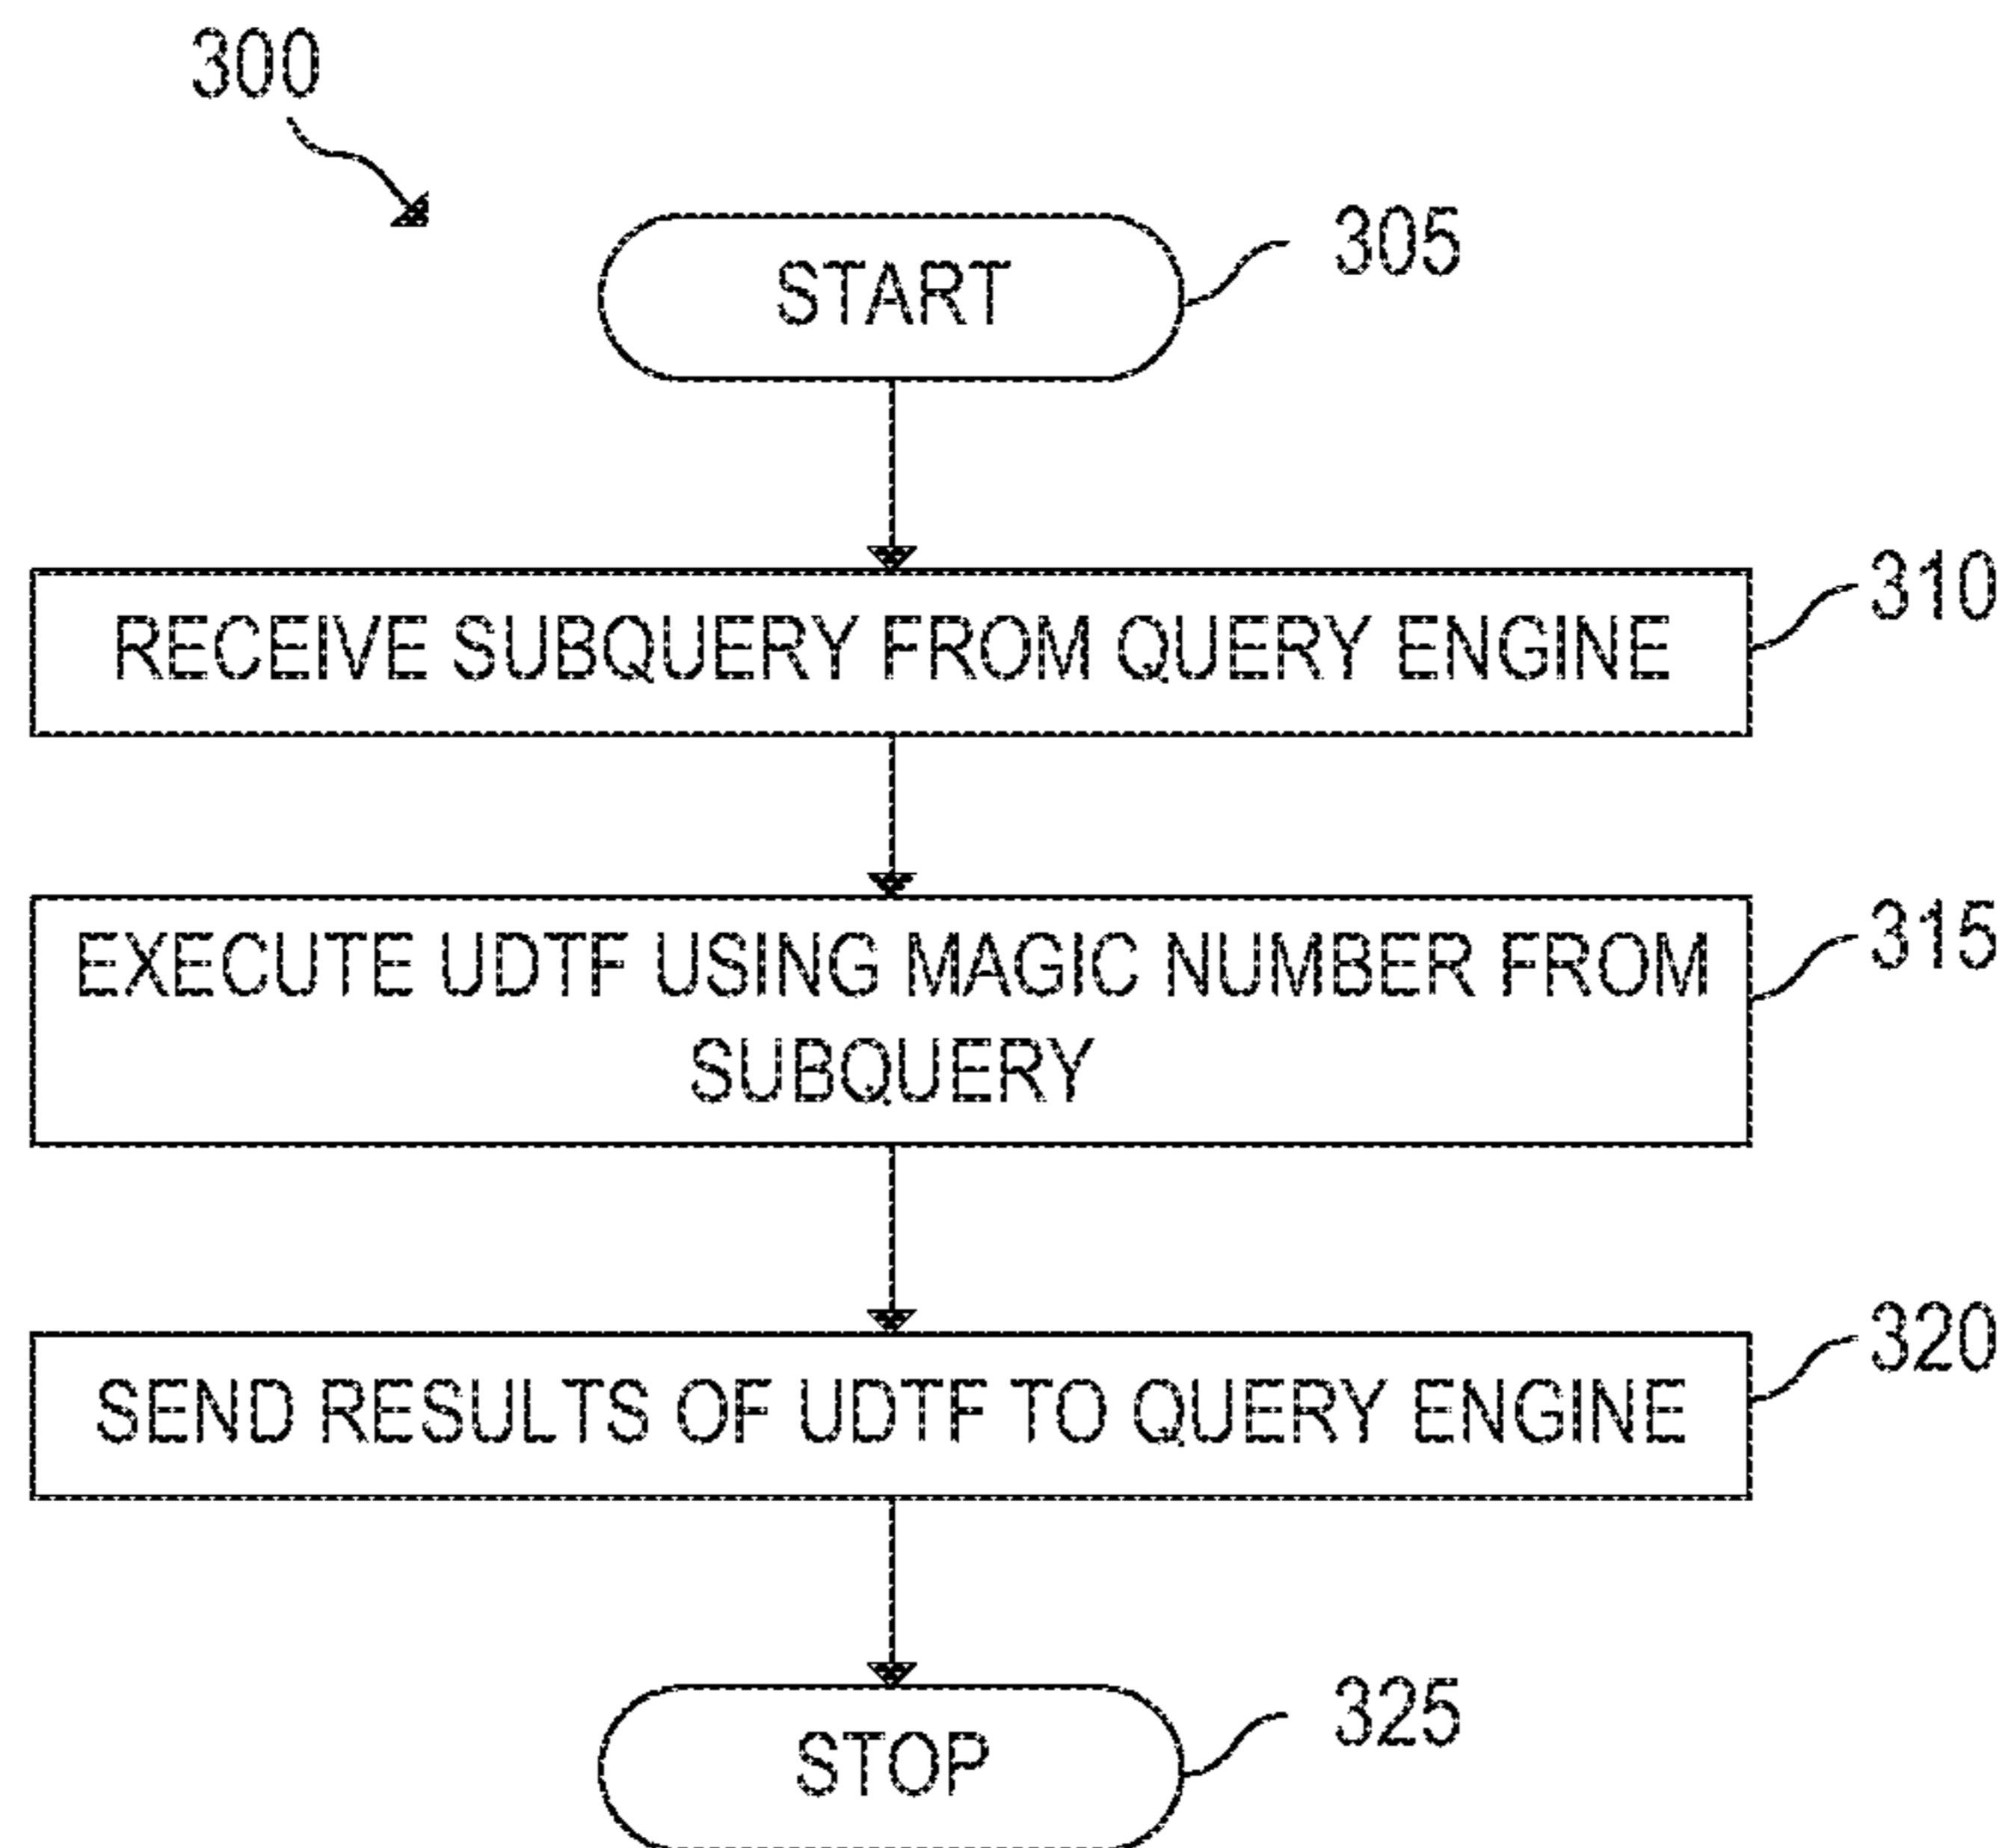 300
START
305
RECEIVE SUBQUERY FROM QUERY ENGINE
310
EXECUTE UDTF USING MAGIC NUMBER FROM
SUBQUERY
315
SEND RESULTS OF UDTF TO QUERY ENGINE
320
STOP
325